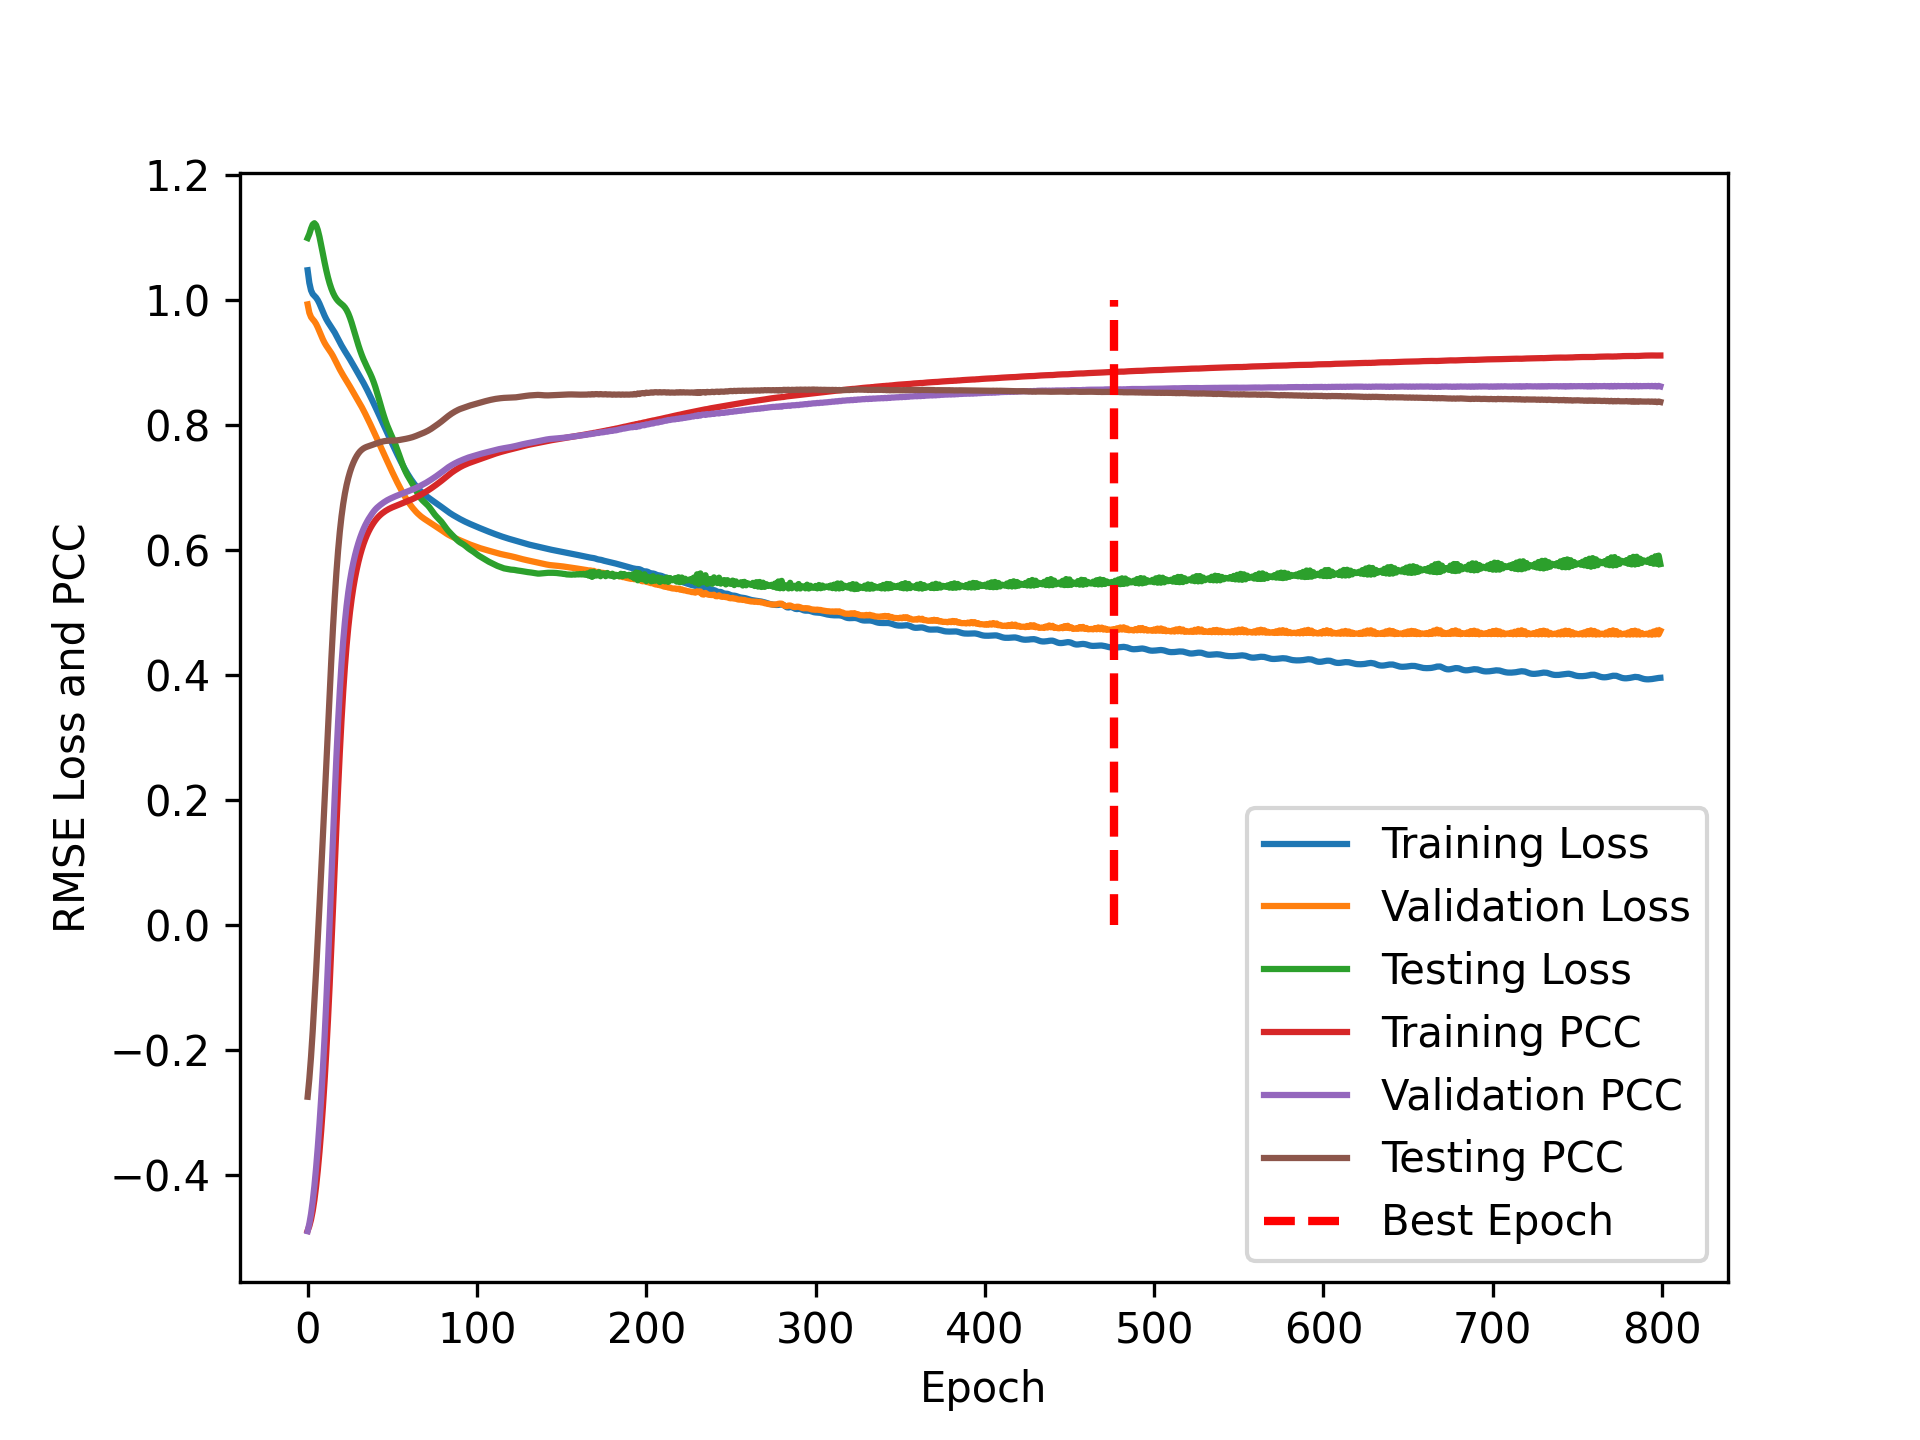 RMSE Loss and PCC
1.2
1.0
0.8
0.6
0.4
0.2
0.0
−0.2
−0.4
0 100 200 300 400 500 600 700 800
Epoch
Training Loss
Validation Loss
Testing Loss
Training PCC
Validation PCC
Testing PCC
Best Epoch